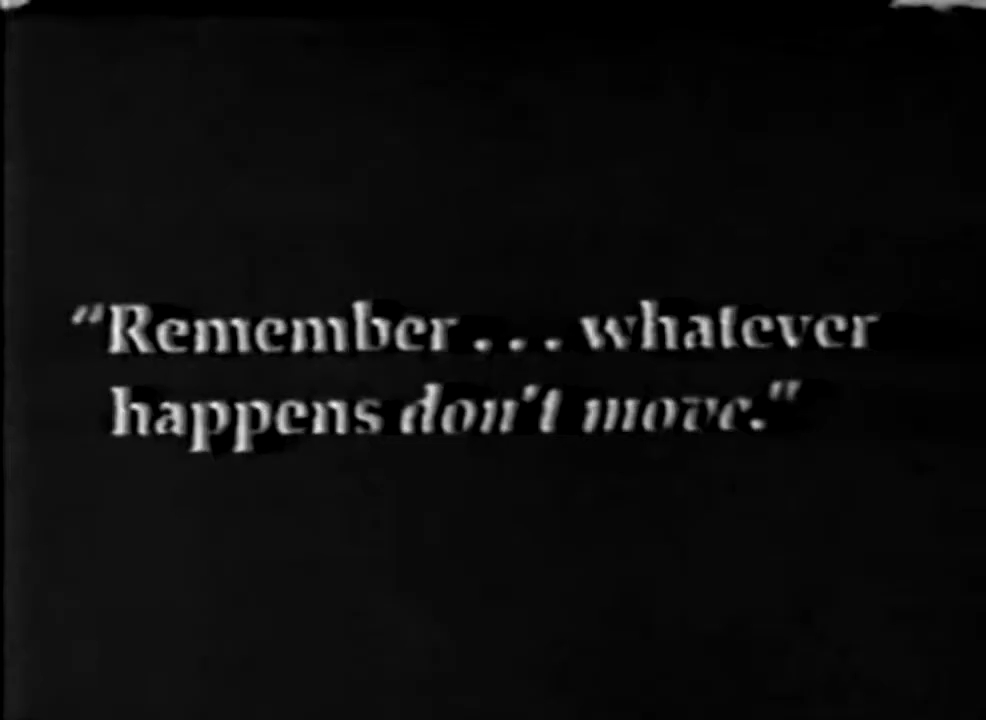 “Remember . . . whatever
happens don't move."